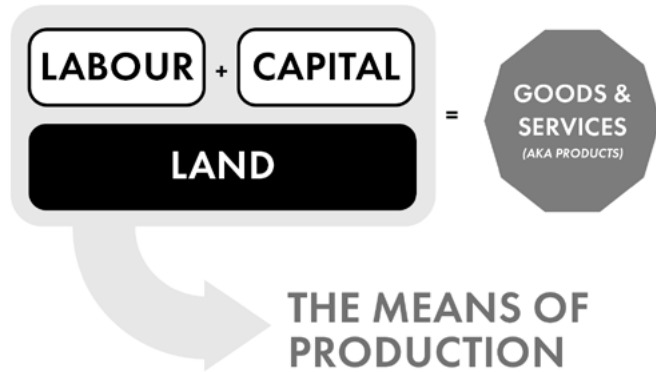 LABOUR + CAPITAL
LAND
=
GOODS &
SERVICES
(AKA PRODUCTS)
THE MEANS OF
PRODUCTION